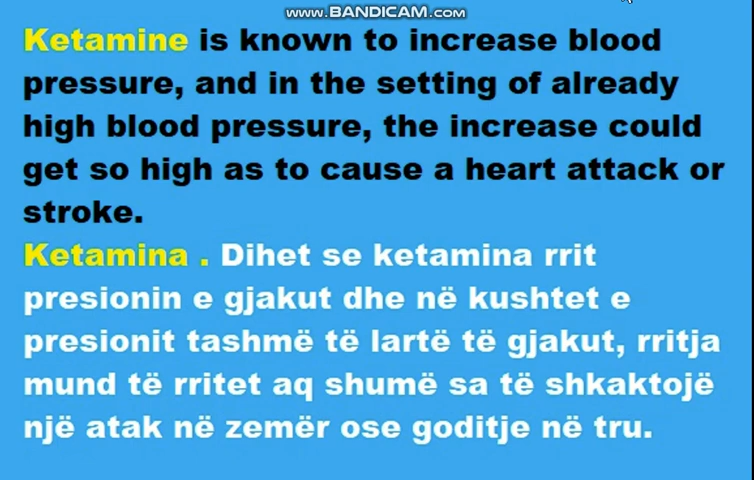 www.BANDICAM.com
Ketamine is known to increase blood
pressure, and in the setting of already
high blood pressure, the increase could
get so high as to cause a heart attack or
stroke.
Ketamina . Dihet se ketamina rrit
presionin e gjakut dhe në kushtet e
presionit tashmë të lartë të gjakut, rritja
mund të rritet aq shumë sa të shkaktojë
një atak në zemër ose goditje në tru.